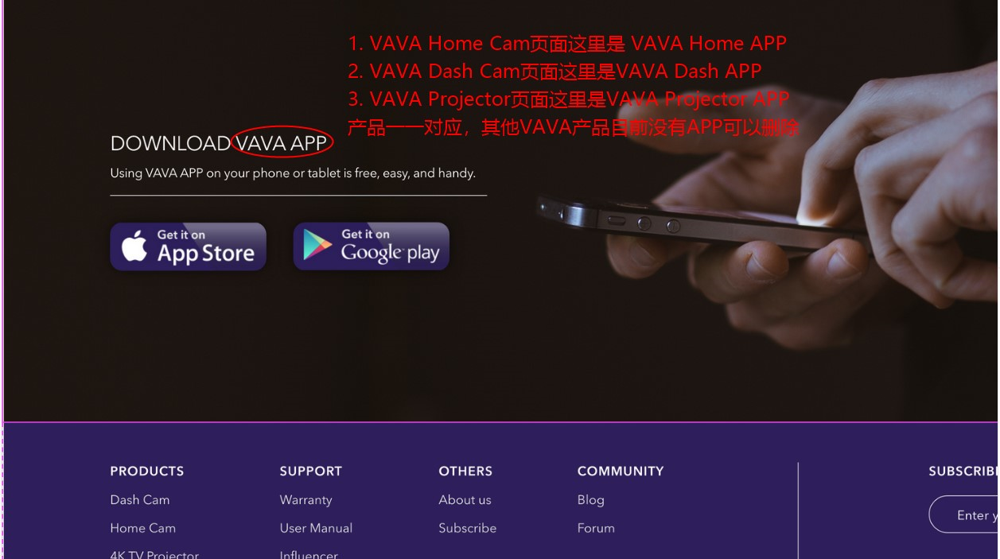 1. VAVA Home Cam页面这里是 VAVA Home APP
2. VAVA Dash Cam页面这里是VAVA Dash APP
3. VAVA Projector页面这里是VAVA Projector APP
产品一一对应，其他VAVA产品目前没有APP可以删除
DOWNLOAD VAVA APP
Using VAVA APP on your phone or tablet is free, easy, and handy.
Get it on
App Store
Get it on
Google play
PRODUCTS
Dash Cam
Home Cam
4K TV Projector
SUPPORT
Warranty
User Manual
Influencer
OTHERS
About us
Subscribe
COMMUNITY
Blog
Forum
SUBSCRIB
Enter y